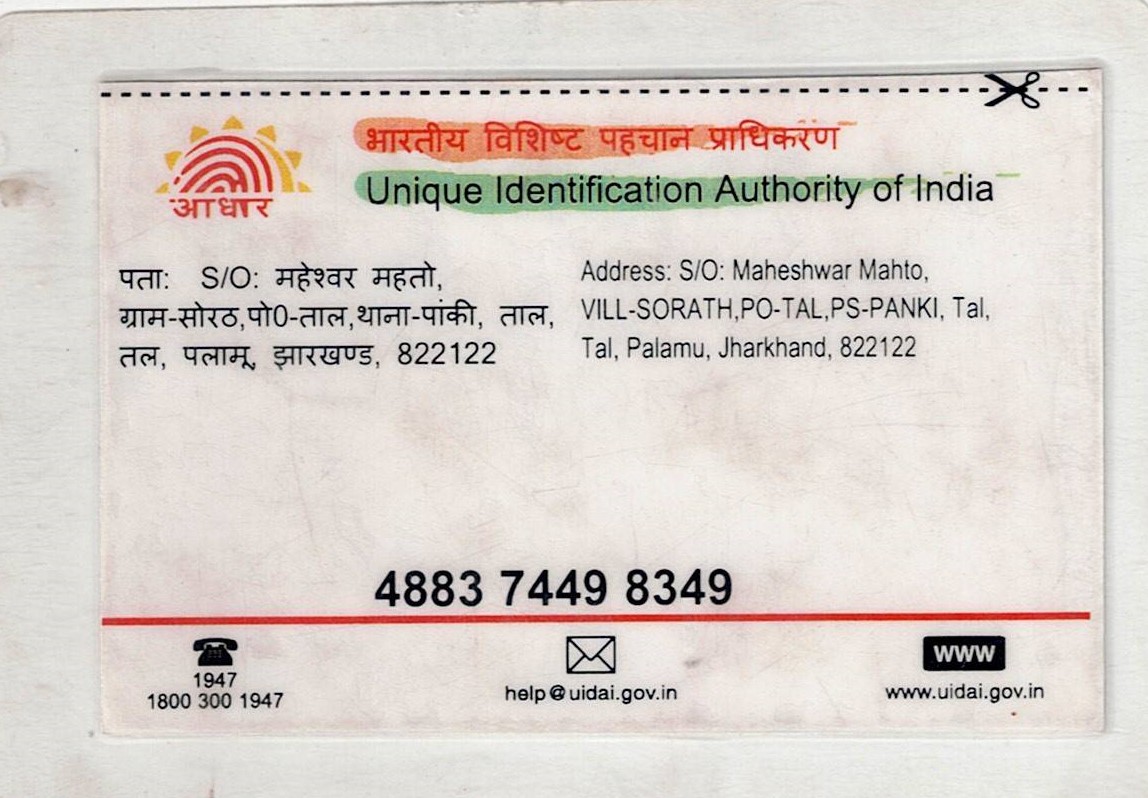 भारतीय विशिष्ट पहचान प्राधिकरण
Unique Identification Authority of India
आधार
पता: S/O: महेश्वर महतो,
ग्राम-सोरठ,पो0-ताल,थाना-पांकी, ताल,
तल, पलामू, झारखण्ड, 822122
Address: S/O: Maheshwar Mahto,
VILL-SORATH,PO-TAL,PS-PANKI, Tal,
Tal, Palamu, Jharkhand, 822122
4883 7449 8349
1947
1800 300 1947
help@uidai.gov.in
www
www.uidai.gov.in